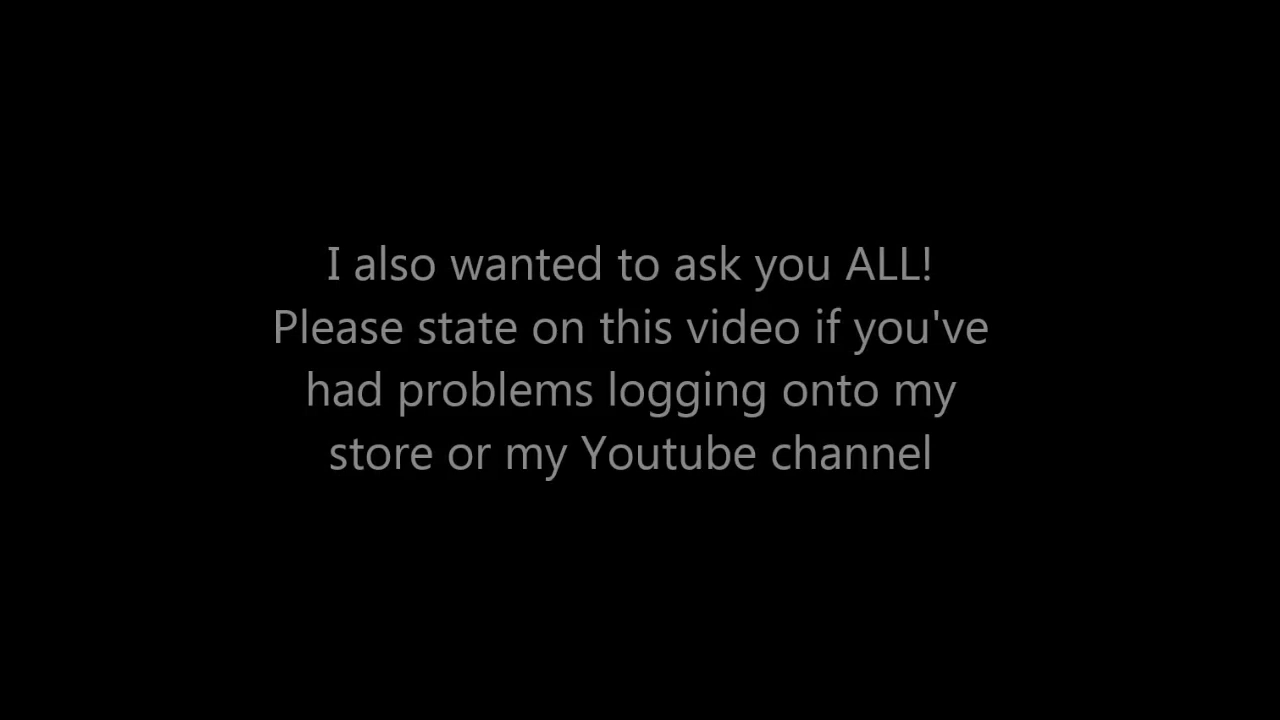 I also wanted to ask you ALL!
Please state on this video if you've
had problems logging onto my
store or my Youtube channel